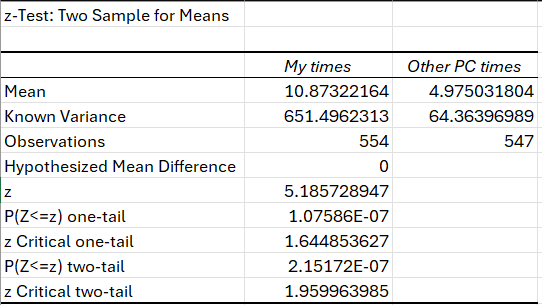 z-Test: Two Sample for Means
My times Other PC times
Mean 10.87322164 4.975031804
Known Variance 651.4962313 64.36396989
Observations 554 547
Hypothesized Mean Difference 0
z 5.185728947
P(Z<=z) one-tail 1.07586E-07
z Critical one-tail 1.644853627
P(Z<=z) two-tail 2.15172E-07
z Critical two-tail 1.959963985